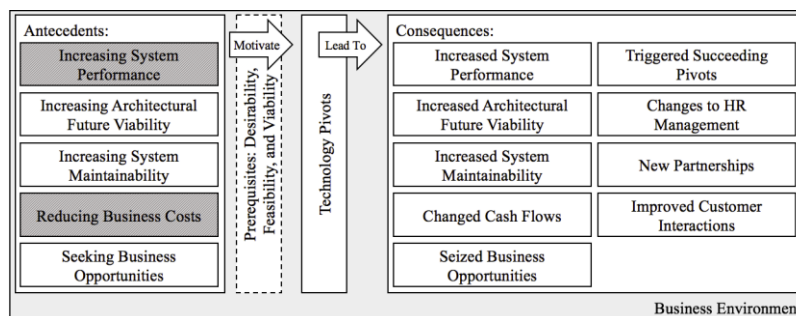 Antecedents:
Increasing System
Performance
Increasing Architectural
Future Viability
Increasing System
Maintainability
Reducing Business Costs
Seeking Business
Opportunities
Motivate
Prerequisites: Desirability,
Feasibility, and Viability
Lead To
Technology Pivots
Consequences:
Increased System
Performance
Increased Architectural
Future Viability
Increased System
Maintainability
Changed Cash Flows
Seized Business
Opportunities
Triggered Succeeding
Pivots
Changes to HR
Management
New Partnerships
Improved Customer
Interactions
Business Environmen